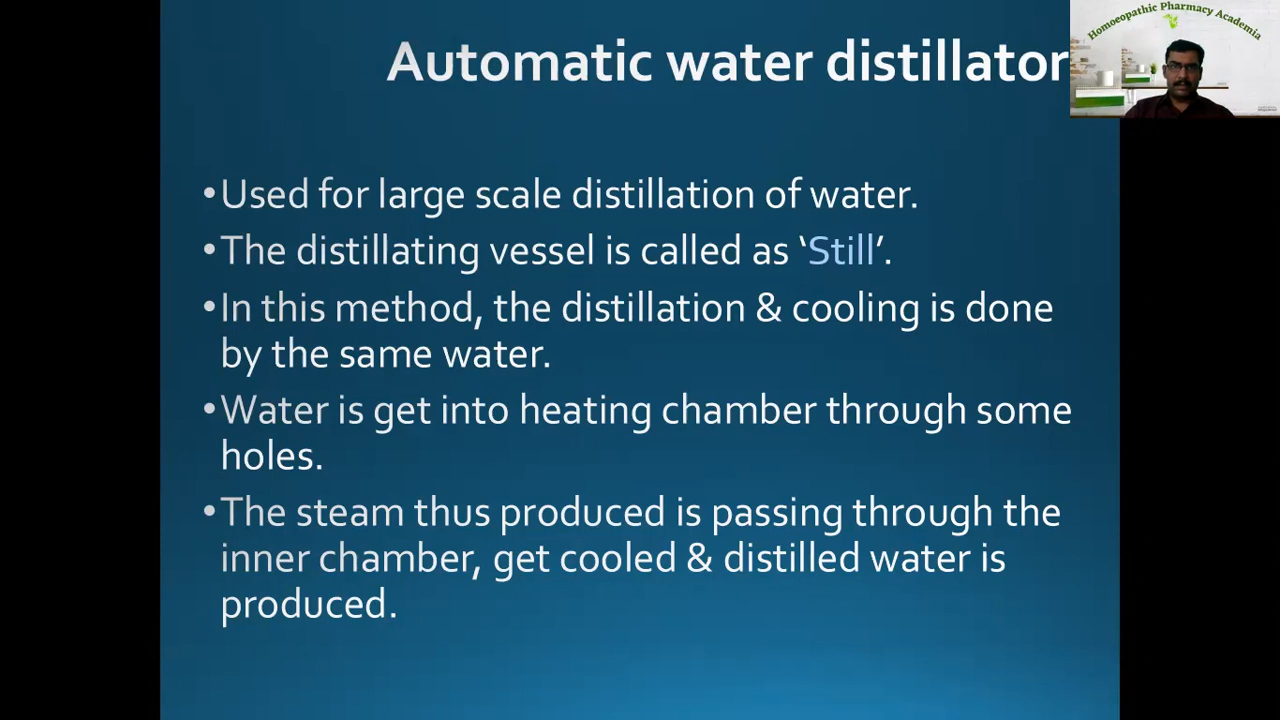 Homoeopathic Pharmacy Academia
Automatic water distillator
•Used for large scale distillation of water.
•The distillating vessel is called as ‘Still’.
•In this method, the distillation & cooling is done
by the same water.
•Water is get into heating chamber through some
holes.
•The steam thus produced is passing through the
inner chamber, get cooled & distilled water is
produced.